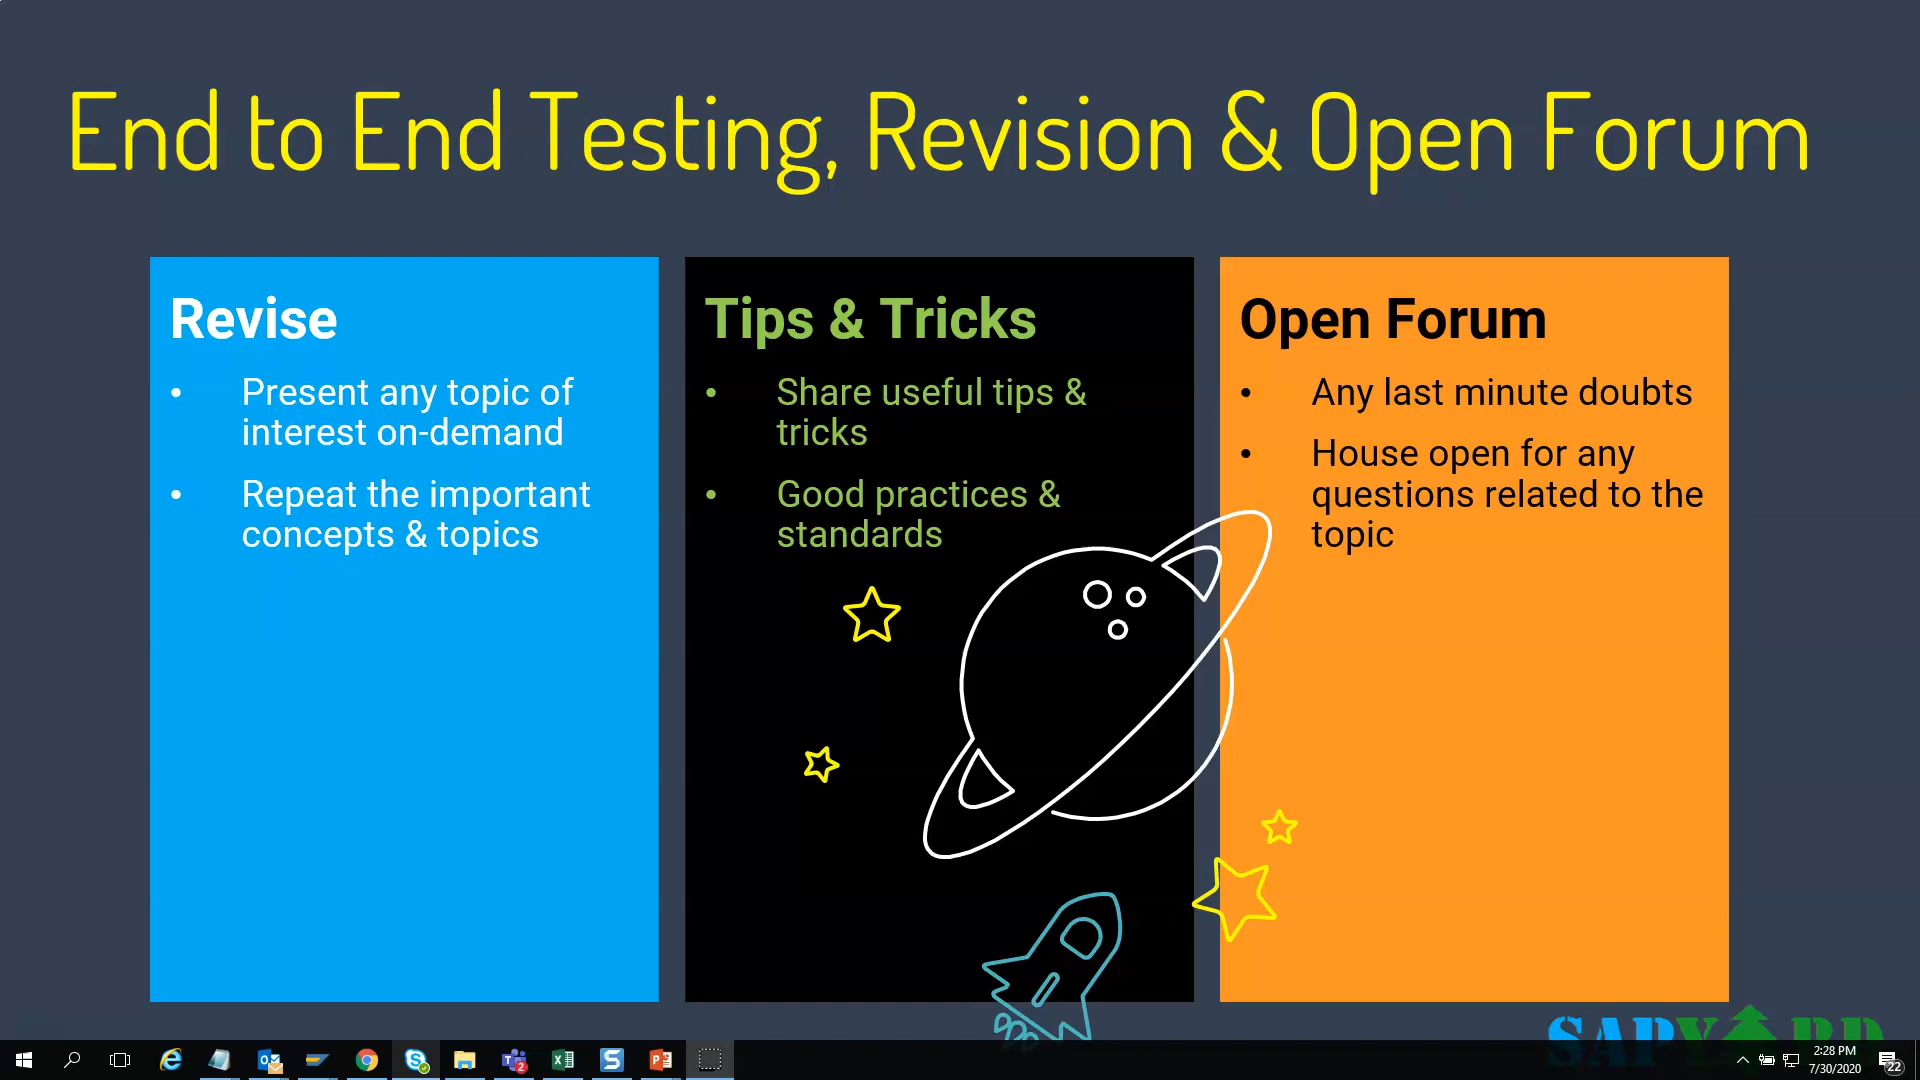 End to End Testing, Revision & Open Forum
Revise
• Present any topic of
interest on-demand
• Repeat the important
concepts & topics
Tips & Tricks
• Share useful tips &
tricks
• Good practices &
standards
Open Forum
• Any last minute doubts
• House open for any
questions related to the
topic
SAPYARD
2:28 PM
7/30/2020
22
2